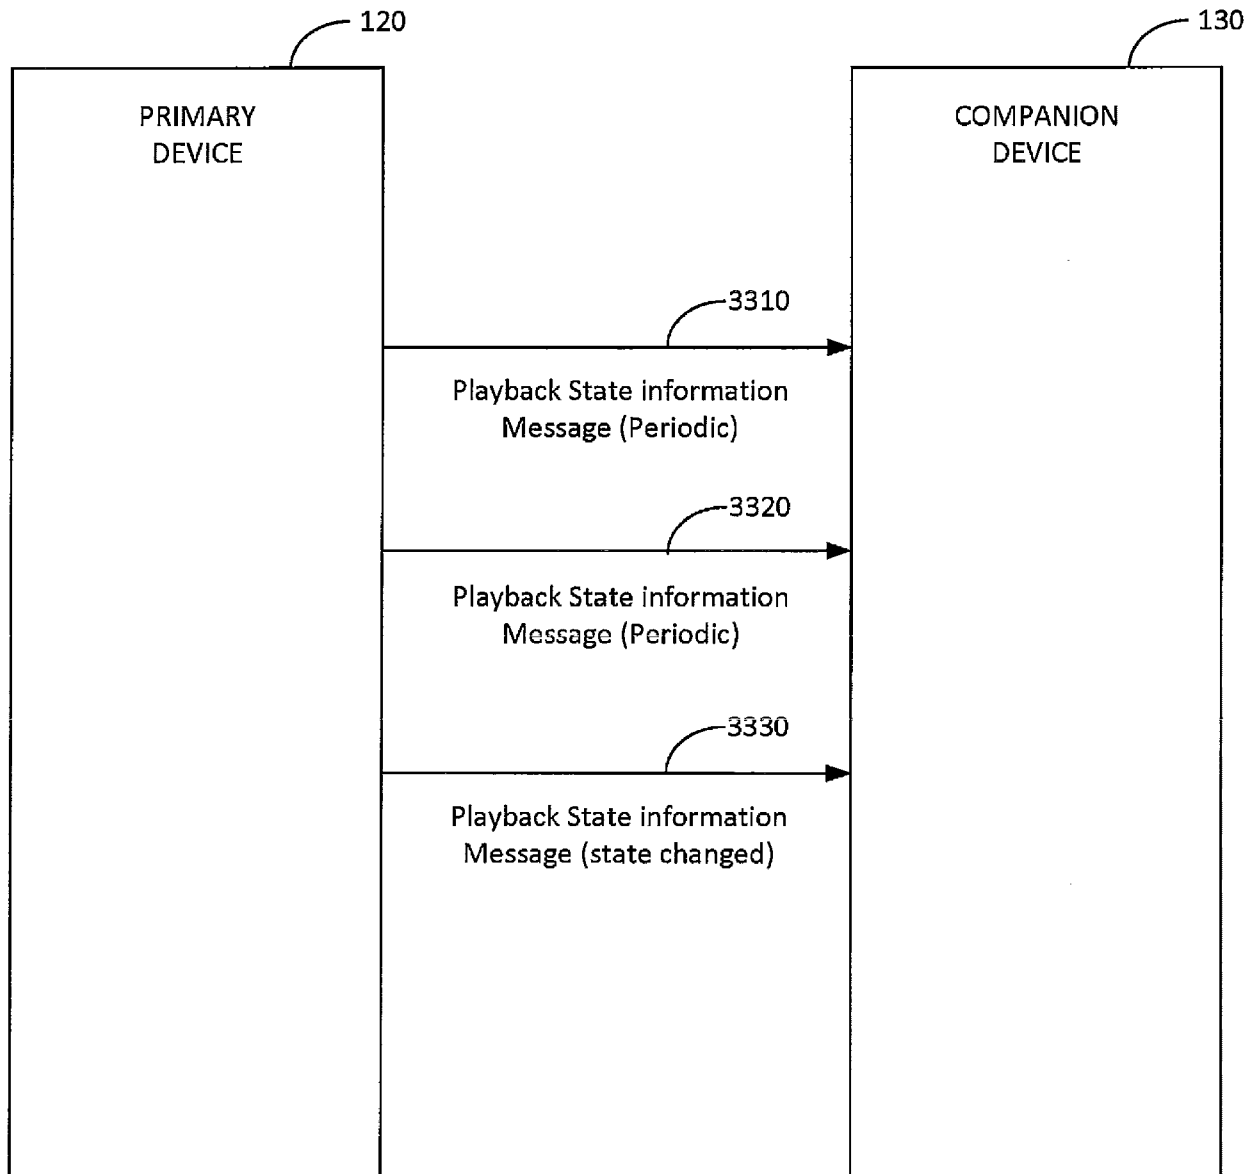 120
130
PRIMARY
DEVICE
COMPANION
DEVICE
3310
Playback State information
Message (Periodic)
3320
Playback State information
Message (Periodic)
3330
Playback State information
Message (state changed)